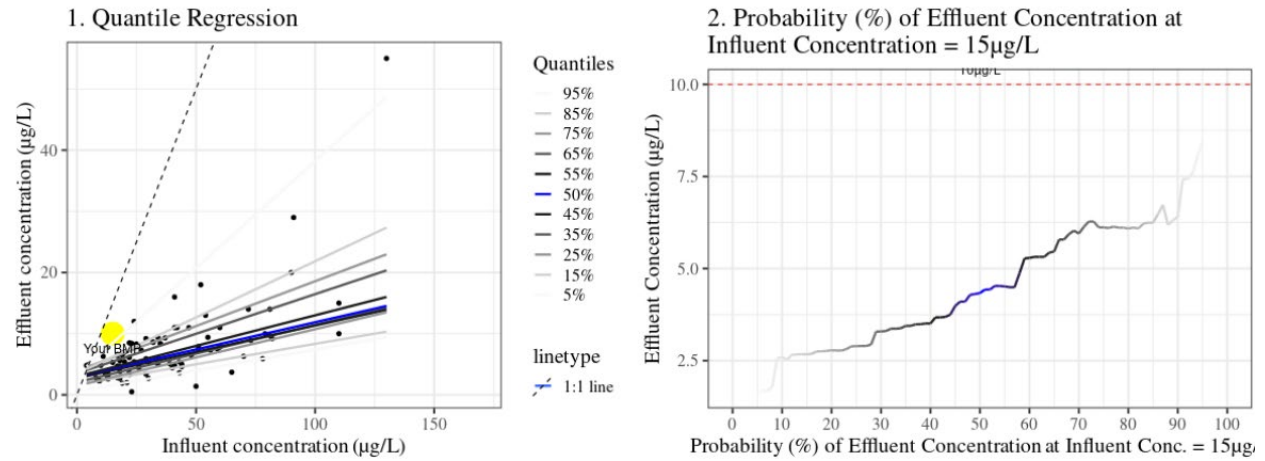 1. Quantile Regression
Effluent concentration (µg/L)
40
20
0
Your BMP
0 50 100 150
Influent concentration (µg/L)
Quantiles
95%
85%
75%
65%
55%
50%
45%
35%
25%
15%
5%
linetype
1:1 line
2. Probability (%) of Effluent Concentration at
Influent Concentration = 15µg/L
10µg/L
Effluent Concentration (µg/L)
10.0
7.5
5.0
2.5
0 10 20 30 40 50 60 70 80 90 100
Probability (%) of Effluent Concentration at Influent Conc. = 15µg/